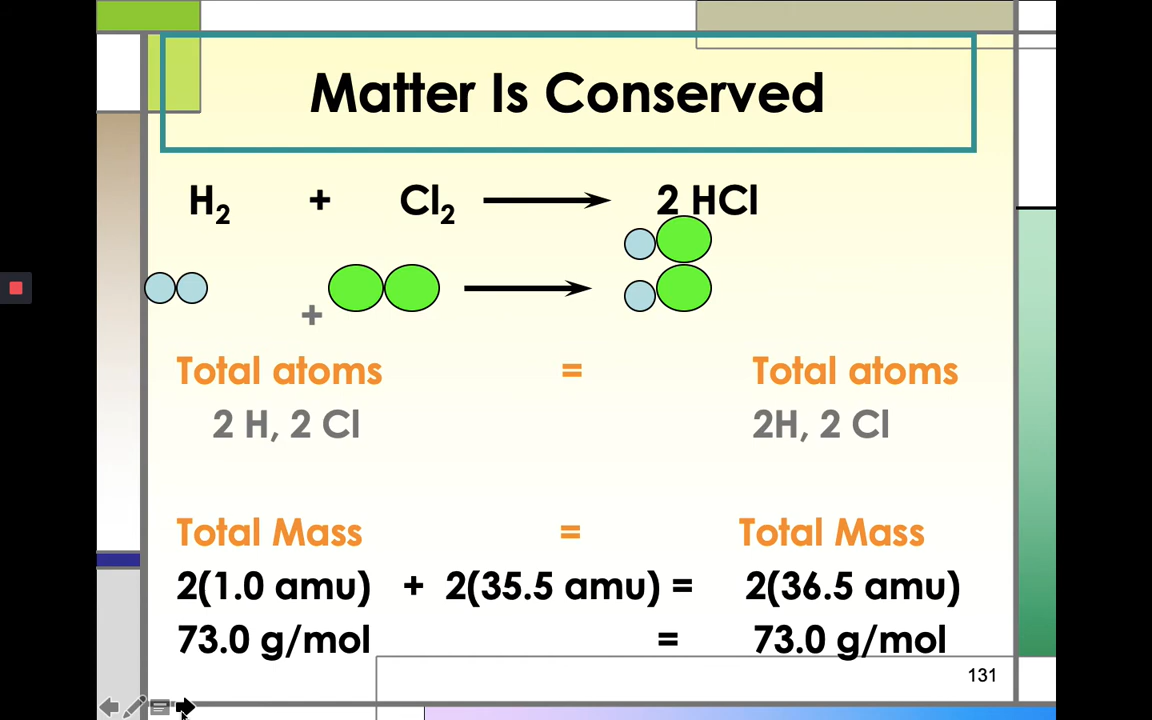 Matter Is Conserved
H₂ + Cl₂ ⟶ 2 HCl
+
Total atoms = Total atoms
2 H, 2 Cl 2H, 2 Cl
Total Mass = Total Mass
2(1.0 amu) + 2(35.5 amu) = 2(36.5 amu)
73.0 g/mol = 73.0 g/mol
131